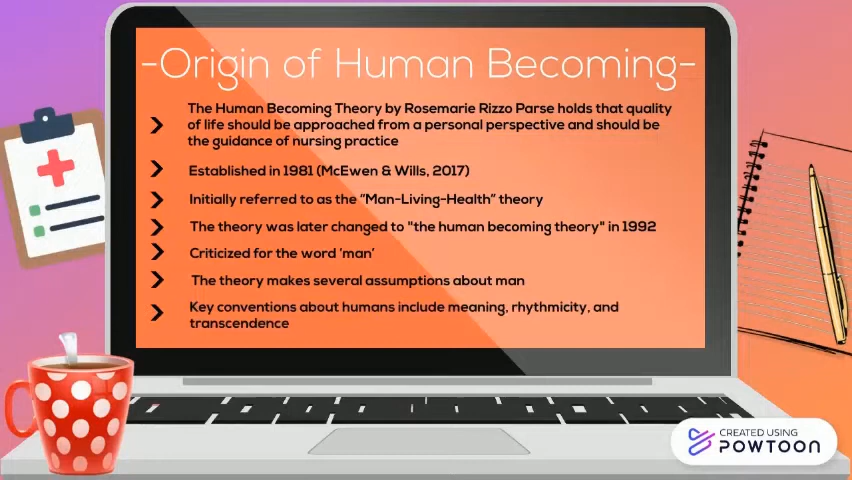 -Origin of Human Becoming-
The Human Becoming Theory by Rosemarie Rizzo Parse holds that quality
of life should be approached from a personal perspective and should be
the guidance of nursing practice
Established in 1981 (McEwen & Wills, 2017)
Initially referred to as the "Man-Living-Health" theory
The theory was later changed to "the human becoming theory" in 1992
Criticized for the word 'man'
The theory makes several assumptions about man
Key conventions about humans include meaning, rhythmicity, and
transcendence
CREATED USING
POWTOON